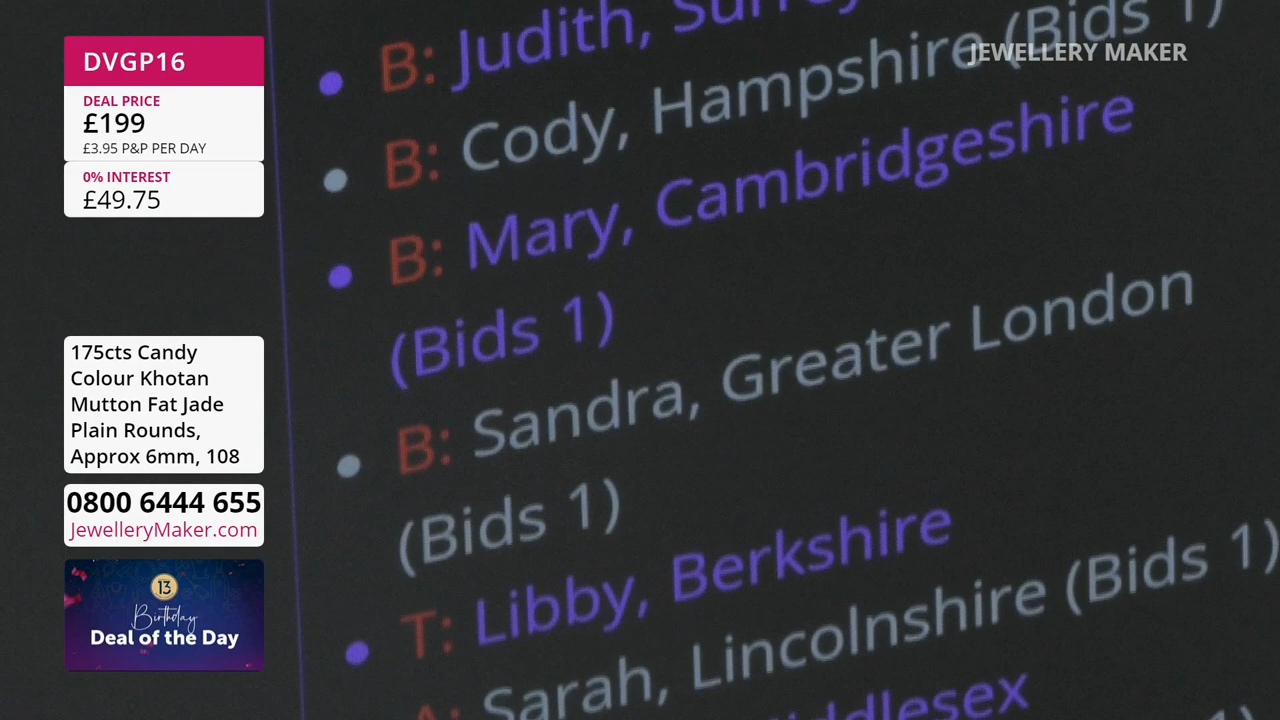 DVGP16
DEAL PRICE
£199
£3.95 P&P PER DAY
0% INTEREST
£49.75
175cts Candy
Colour Khotan
Mutton Fat Jade
Plain Rounds,
Approx 6mm, 108
0800 6444 655
JewelleryMaker.com
13
Birthday
Deal of the Day
JEWELLERY MAKER
B: Judith, Surrey
B: Cody, Hampshire (Bids 1)
B: Mary, Cambridgeshire
(Bids 1)
B: Sandra, Greater London
(Bids 1)
T: Libby, Berkshire
A: Sarah, Lincolnshire (Bids 1)